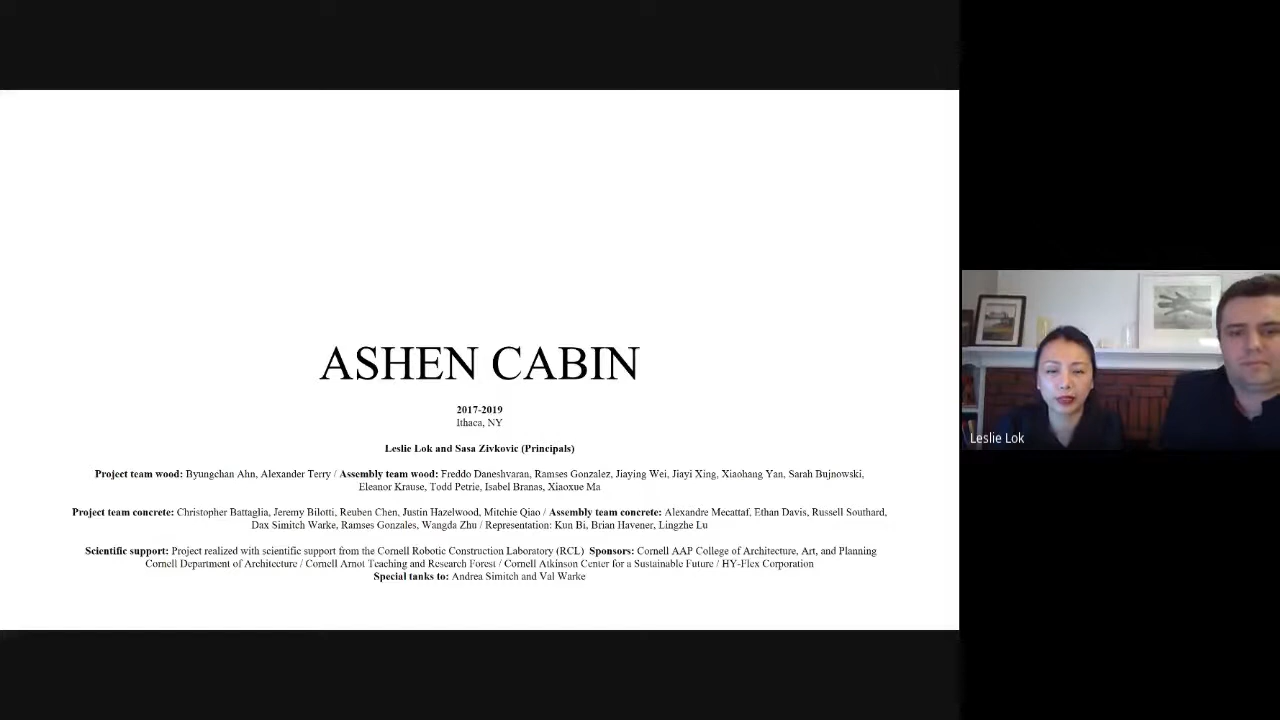 ASHEN CABIN
2017-2019
Ithaca, NY
Leslie Lok and Sasa Zivkovic (Principals)
Project team wood: Byungchan Ahn, Alexander Terry / Assembly team wood: Freddo Daneshvaran, Ramses Gonzalez, Jiaying Wei, Jiayi Xing, Xiaohang Yan, Sarah Bujnowski,
Eleanor Krause, Todd Petrie, Isabel Branas, Xiaoxue Ma
Project team concrete: Christopher Battaglia, Jeremy Bilotti, Reuben Chen, Justin Hazelwood, Mitchie Qiao / Assembly team concrete: Alexandre Mecattaf, Ethan Davis, Russell Southard,
Dax Simitch Warke, Ramses Gonzales, Wangda Zhu / Representation: Kun Bi, Brian Havener, Lingzhe Lu
Scientific support: Project realized with scientific support from the Cornell Robotic Construction Laboratory (RCL) Sponsors: Cornell AAP College of Architecture, Art, and Planning
Cornell Department of Architecture / Cornell Arnot Teaching and Research Forest / Cornell Atkinson Center for a Sustainable Future / HY-Flex Corporation
Special tanks to: Andrea Simitch and Val Warke
Leslie Lok